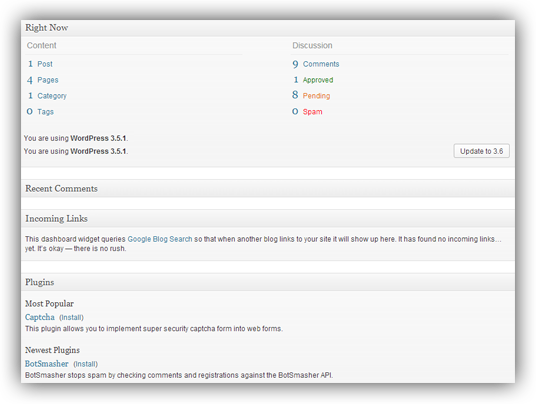 Right Now
Content
Discussion
1 Post
9 Comments
4 Pages
1 Approved
1 Category
8 Pending
0 Tags
0 Spam
You are using WordPress 3.5.1.
You are using WordPress 3.5.1.
Update to 3.6
Recent Comments
Incoming Links
This dashboard widget queries Google Blog Search so that when another blog links to your site it will show up here. It has found no incoming links…
yet. It's okay — there is no rush.
Plugins
Most Popular
Captcha (Install)
This plugin allows you to implement super security captcha form into web forms.
Newest Plugins
BotSmasher (Install)
BotSmasher stops spam by checking comments and registrations against the BotSmasher API.